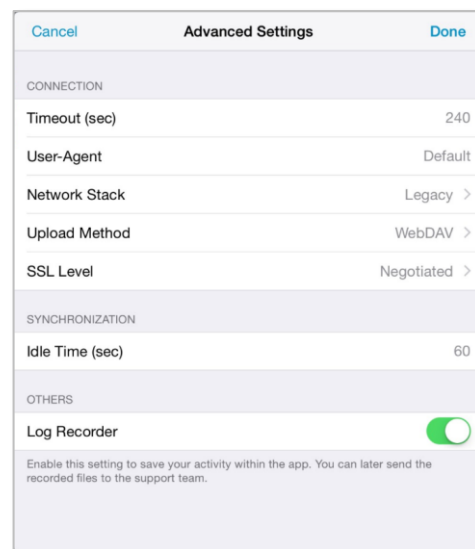 Cancel Advanced Settings Done
CONNECTION
Timeout (sec) 240
User-Agent Default
Network Stack Legacy >
Upload Method WebDAV >
SSL Level Negotiated >
SYNCHRONIZATION
Idle Time (sec) 60
OTHERS
Log Recorder
Enable this setting to save your activity within the app. You can later send the
recorded files to the support team.